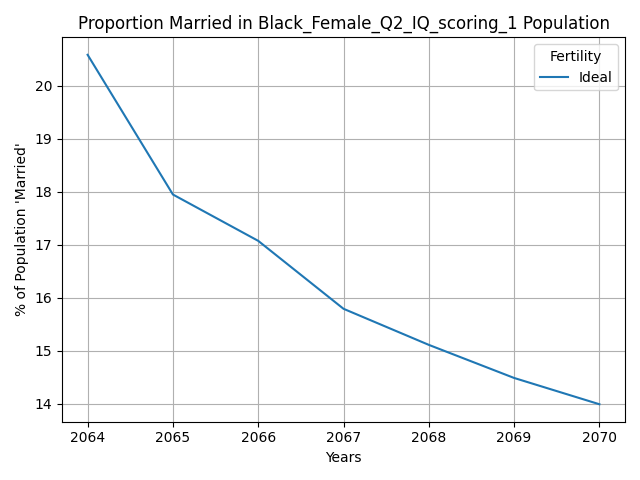 Proportion Married in Black_Female_Q2_IQ_scoring_1 Population
Fertility
Ideal
% of Population 'Married'
20
19
18
17
16
15
14
2064 2065 2066 2067 2068 2069 2070
Years